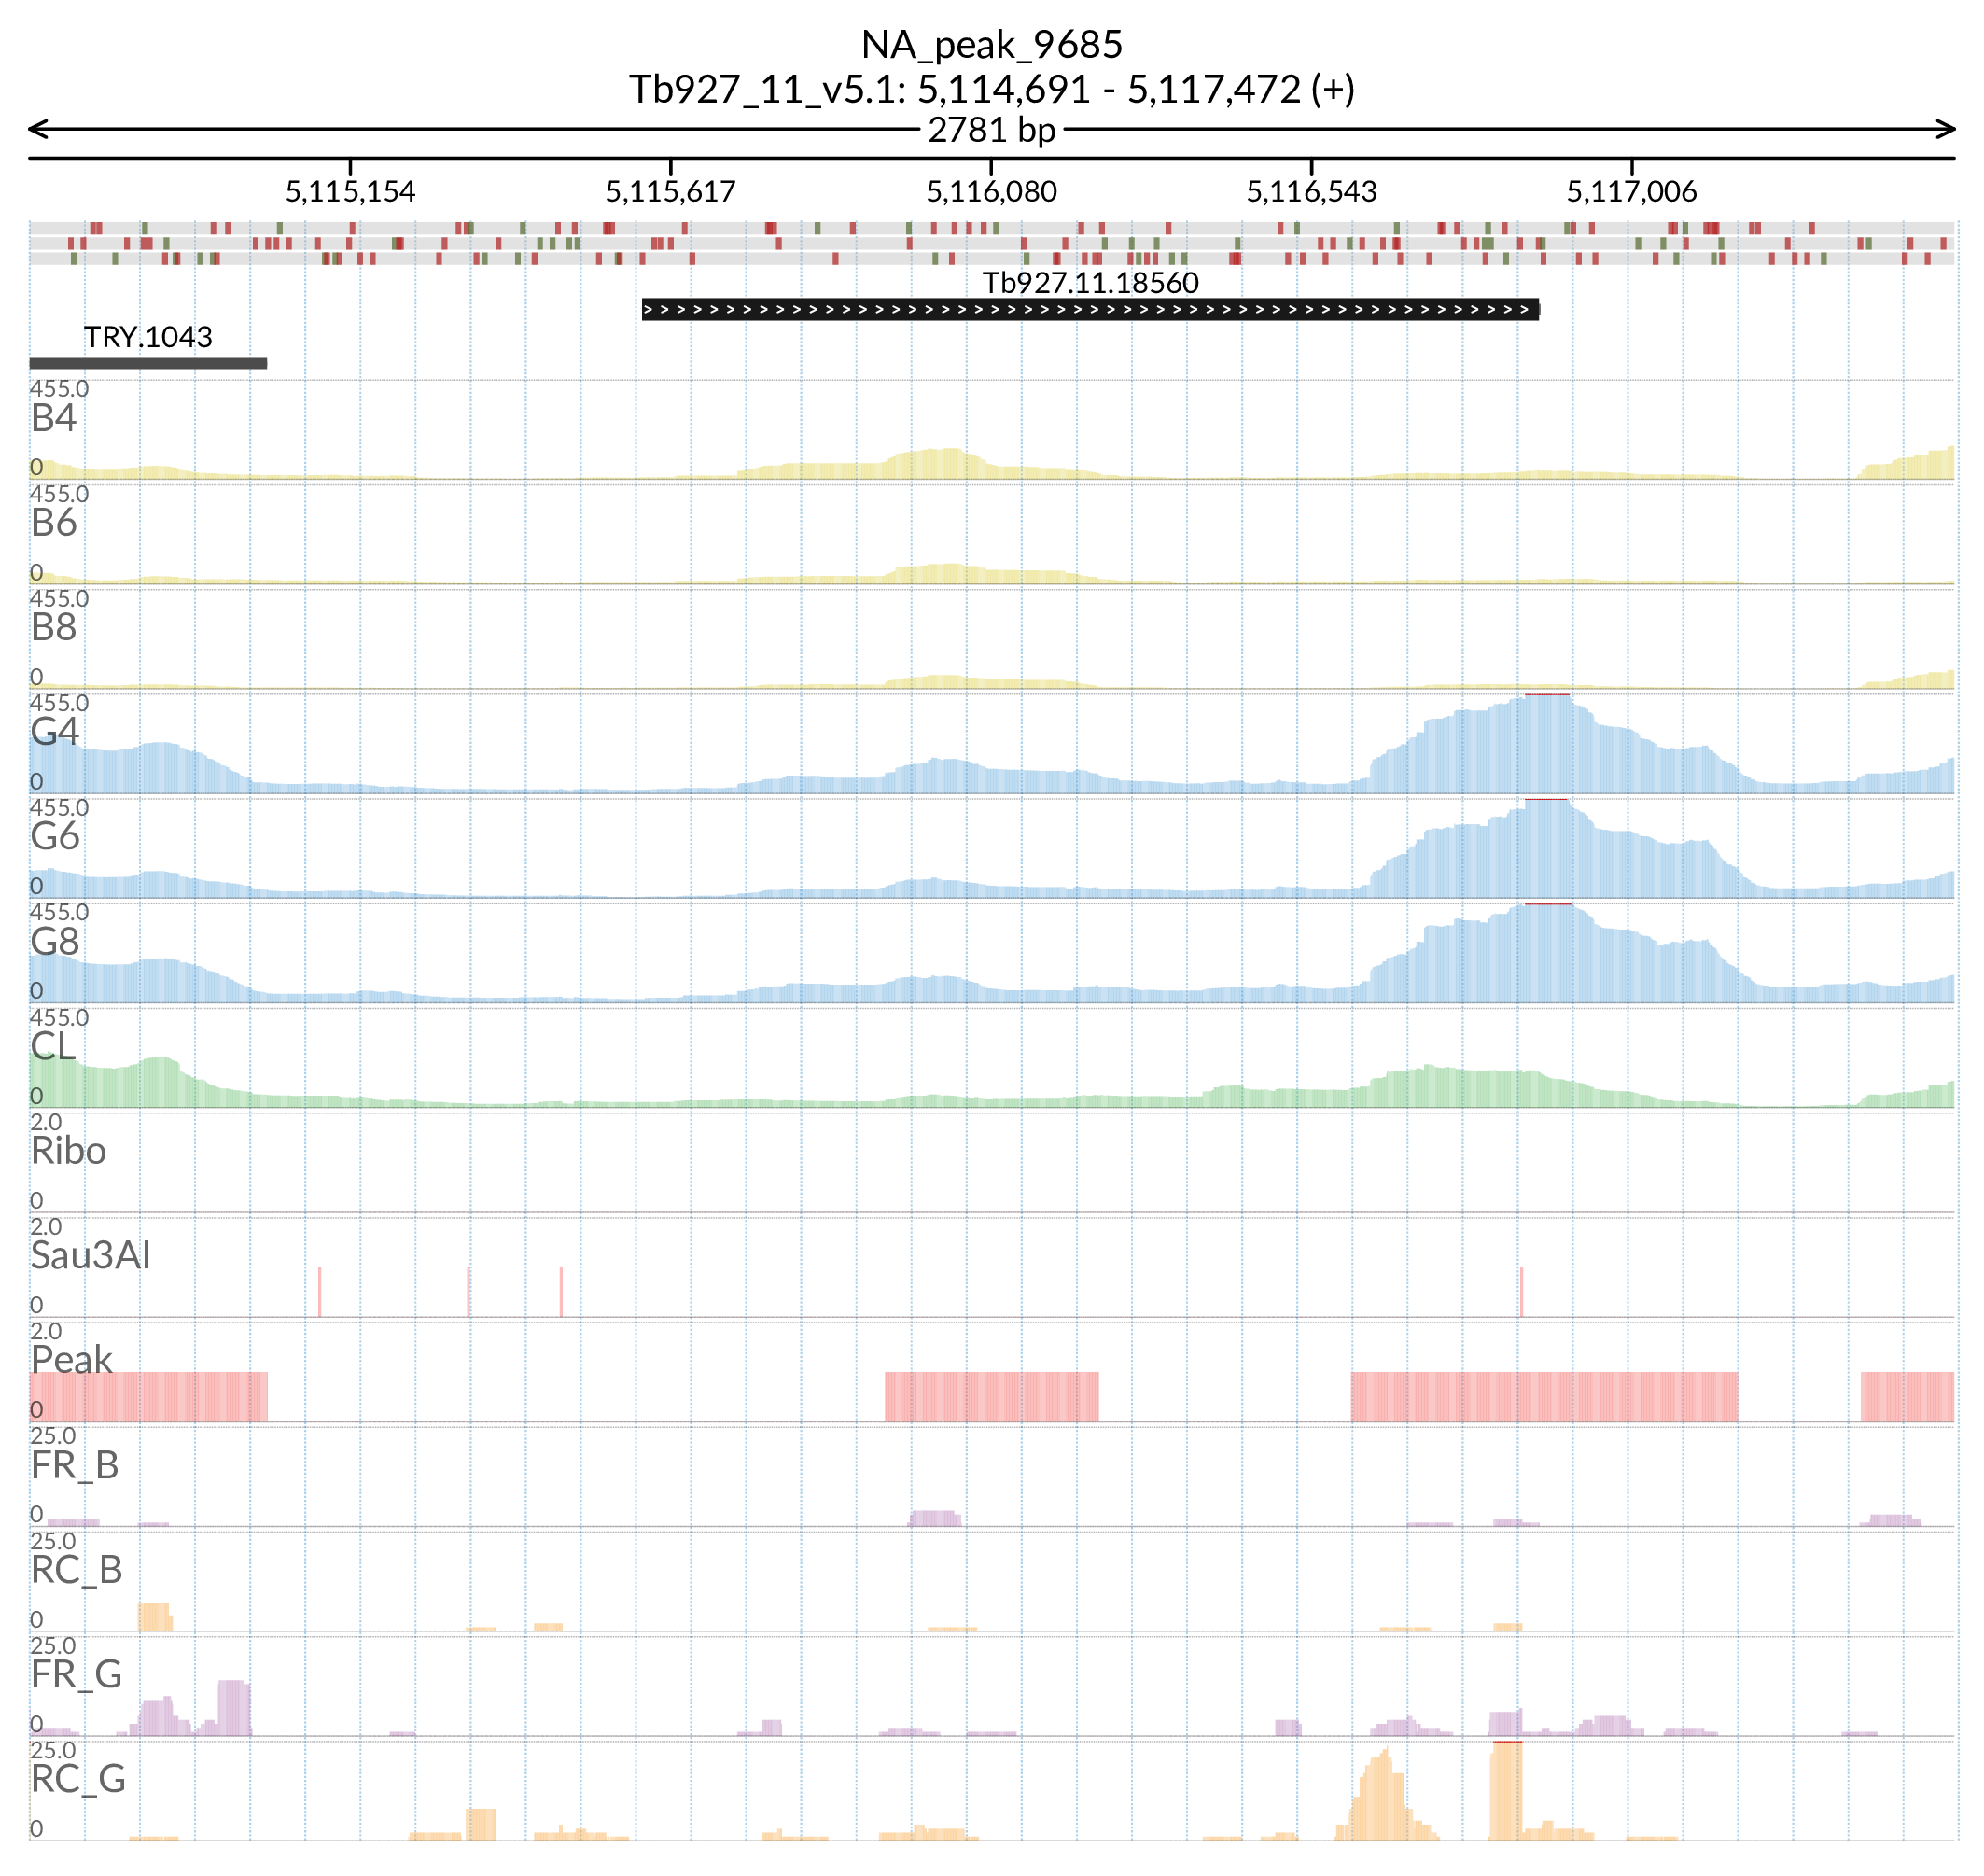 NA_peak_9685
Tb927_11_v5.1: 5,114,691 - 5,117,472 (+)
2781 bp
5,115,154 5,115,617 5,116,080 5,116,543 5,117,006
Tb927.11.18560
TRY.1043
455.0
B4
0
455.0
B6
0
455.0
B8
0
455.0
G4
0
455.0
G6
0
455.0
G8
0
455.0
CL
0
2.0
Ribo
0
2.0
Sau3AI
0
2.0
Peak
0
25.0
FR_B
0
25.0
RC_B
0
25.0
FR_G
0
25.0
RC_G
0